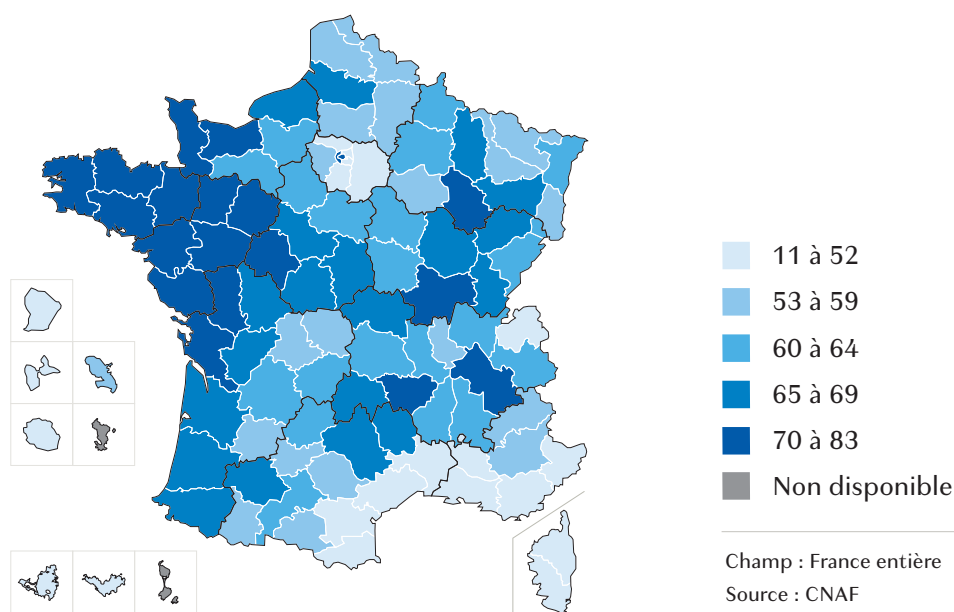 11 à 52
53 à 59
60 à 64
65 à 69
70 à 83
Non disponible
Champ : France entière
Source : CNAF